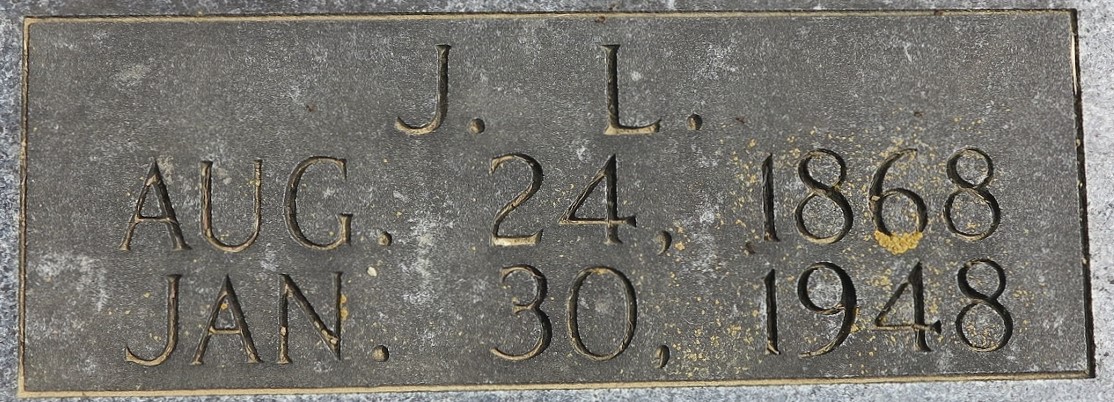 J. L.
AUG. 24, 1868
JAN. 30, 1948